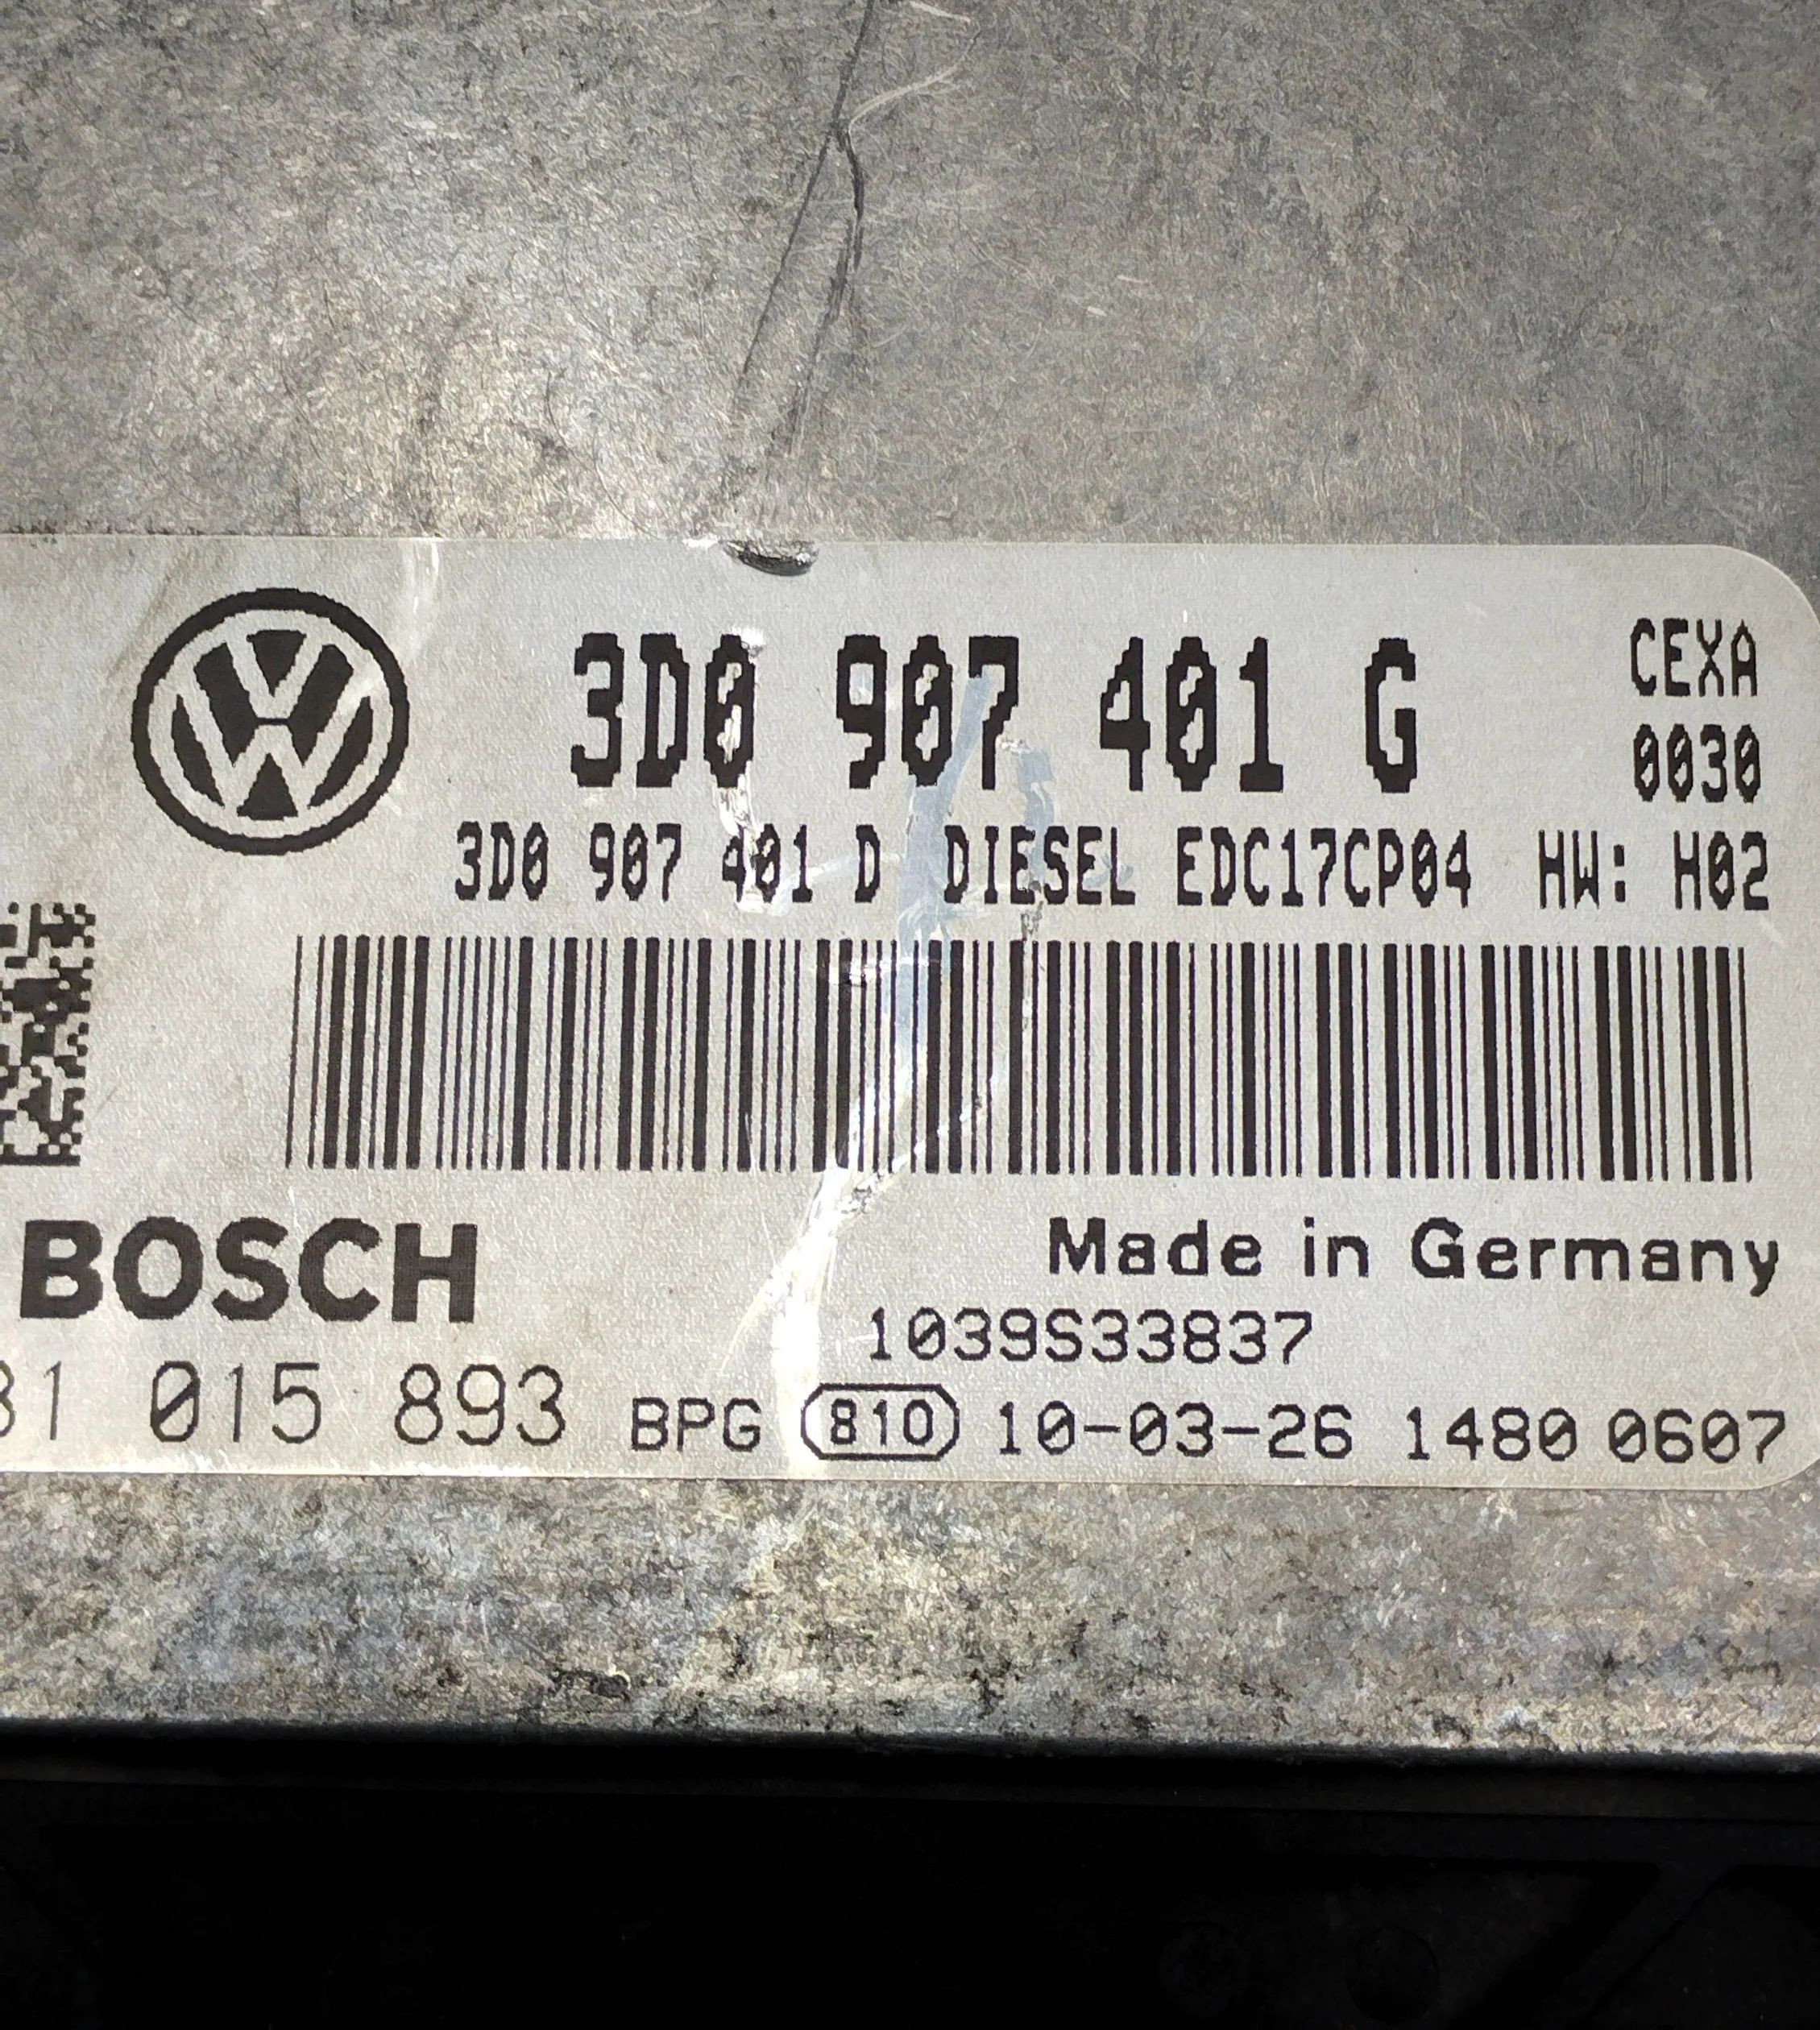 3D0 907 401 G
CEXA
0030
3D0 907 401 D DIESEL EDC17CP04 HW: H02
BOSCH
Made in Germany
1039S33837
81 015 893 BPG 810 10-03-26 1480 0607